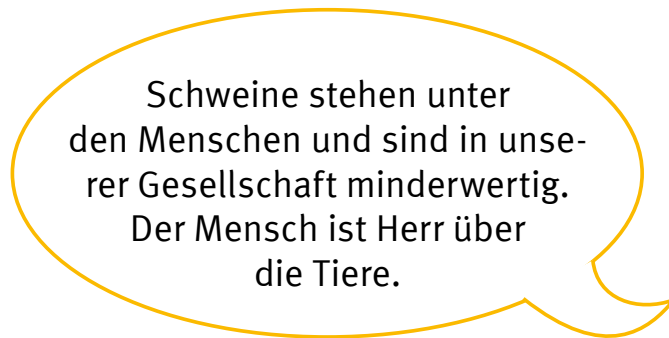 Schweine stehen unter
den Menschen und sind in unse-
rer Gesellschaft minderwertig.
Der Mensch ist Herr über
die Tiere.